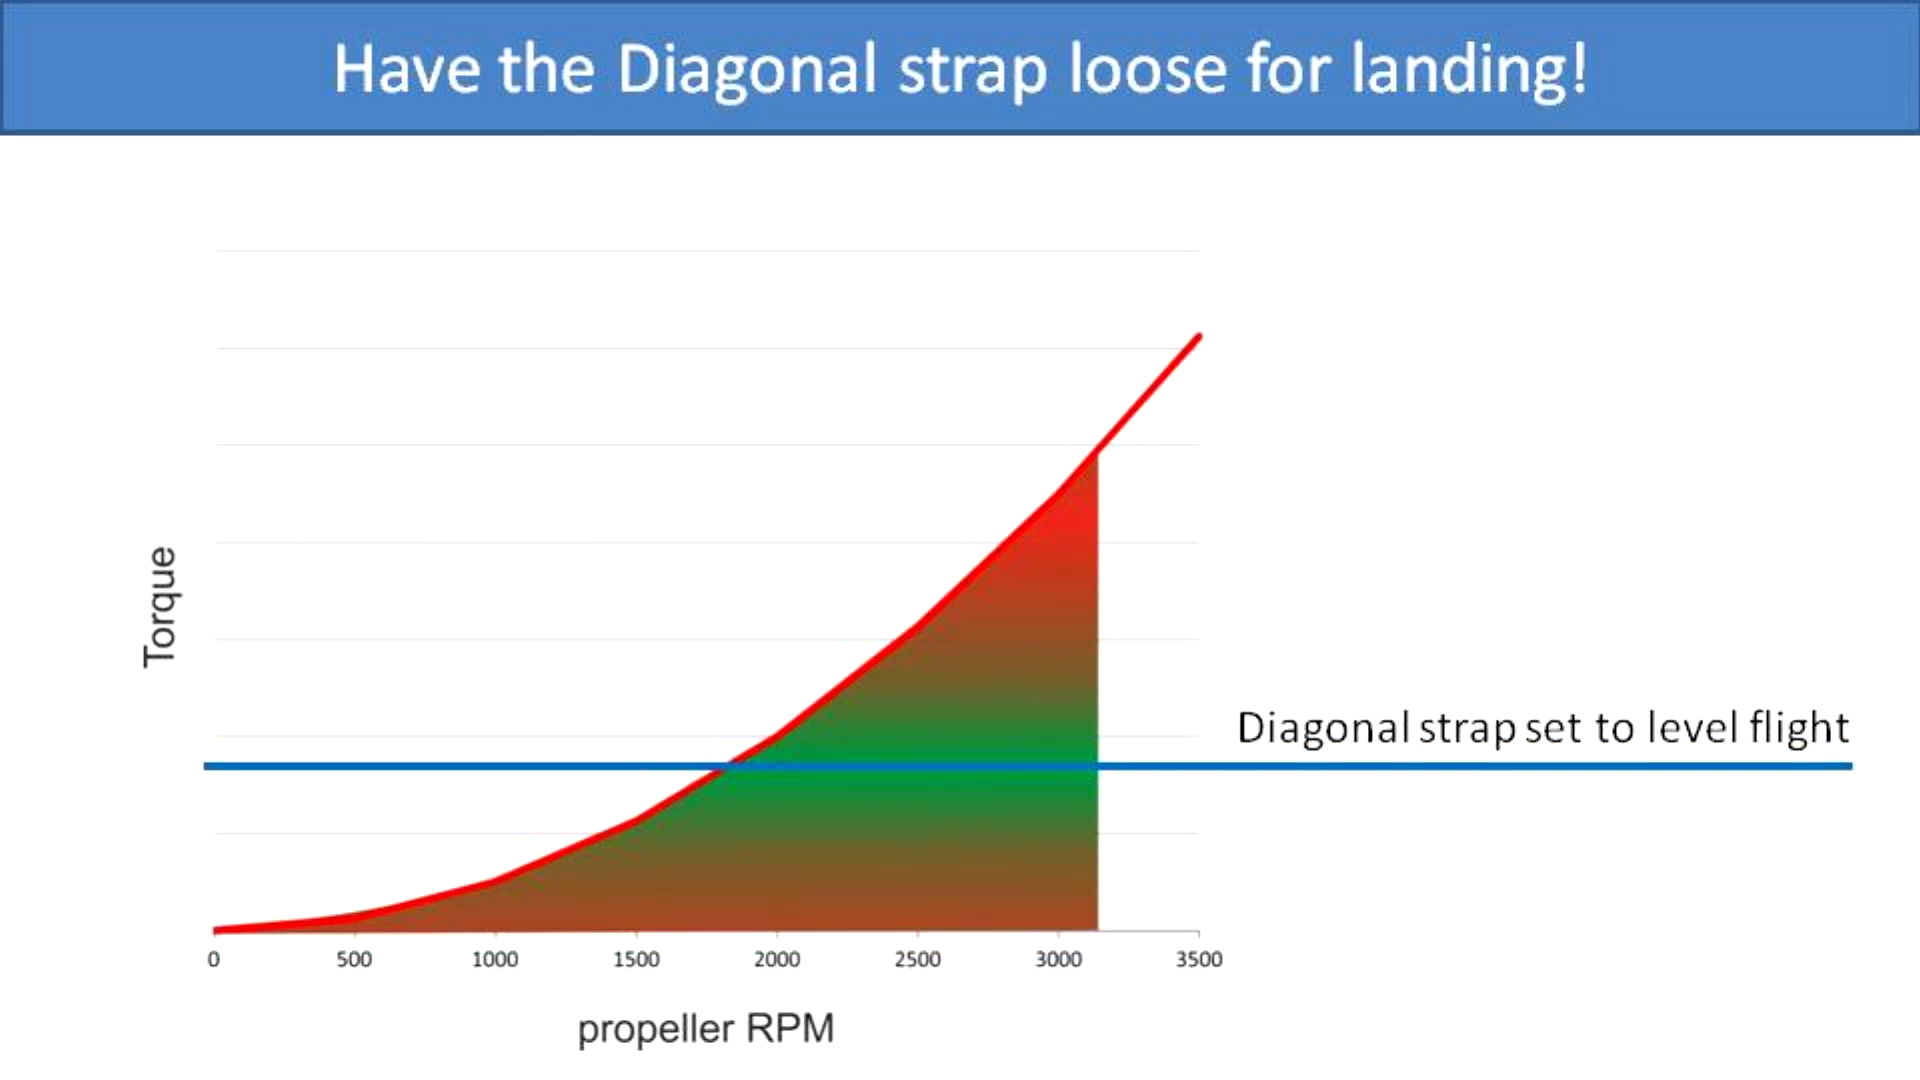 Have the Diagonal strap loose for landing!
Torque
Diagonal strap set to level flight
0 500 1000 1500 2000 2500 3000 3500
propeller RPM